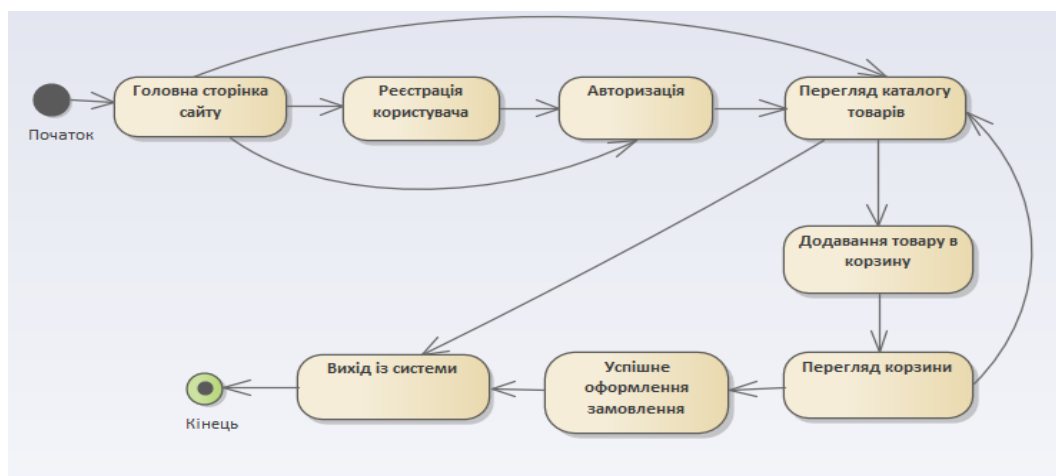 Головна сторінка
сайту
Реєстрація
користувача
Авторизація
Перегляд каталогу
товарів
Початок
Додавання товару в
корзину
Вихід із системи
Успішне
оформлення
замовлення
Перегляд корзини
Кінець